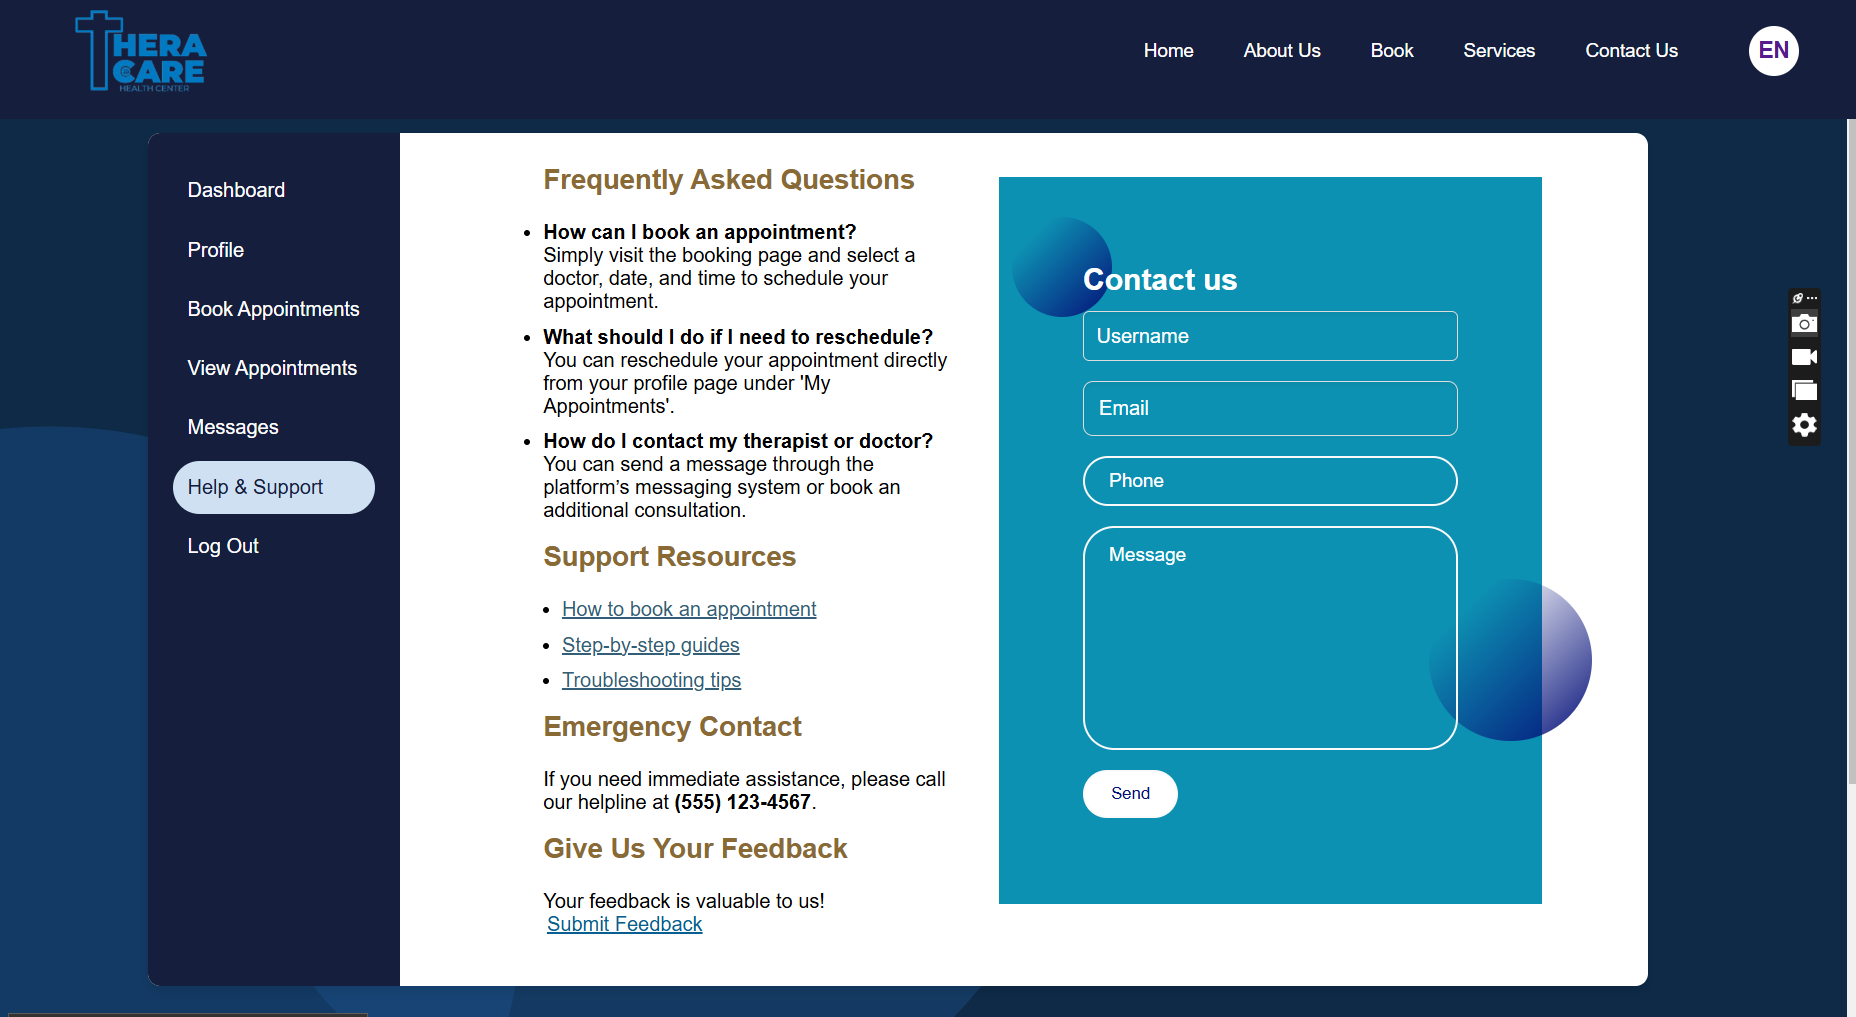 THERA
CARE
HEALTH CENTER
Home
About Us
Book
Services
Contact Us
EN
Dashboard
Profile
Book Appointments
View Appointments
Messages
Help & Support
Log Out
Frequently Asked Questions
How can I book an appointment?
Simply visit the booking page and select a
doctor, date, and time to schedule your
appointment.
What should I do if I need to reschedule?
You can reschedule your appointment directly
from your profile page under 'My
Appointments'.
How do I contact my therapist or doctor?
You can send a message through the
platform’s messaging system or book an
additional consultation.
Support Resources
How to book an appointment
Step-by-step guides
Troubleshooting tips
Emergency Contact
If you need immediate assistance, please call
our helpline at (555) 123-4567.
Give Us Your Feedback
Your feedback is valuable to us!
Submit Feedback
Contact us
Username
Email
Phone
Message
Send